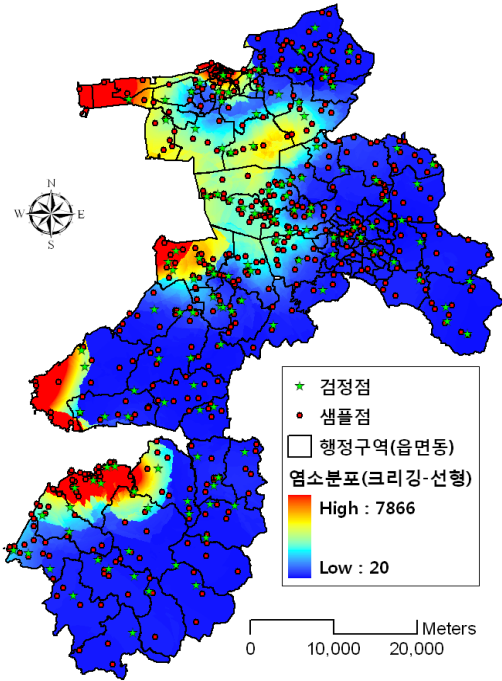 N
W E
S
검정점
샘플점
행정구역(읍면동)
염소분포(크리깅-선형)
High : 7866
Low : 20
Meters
0 10,000 20,000